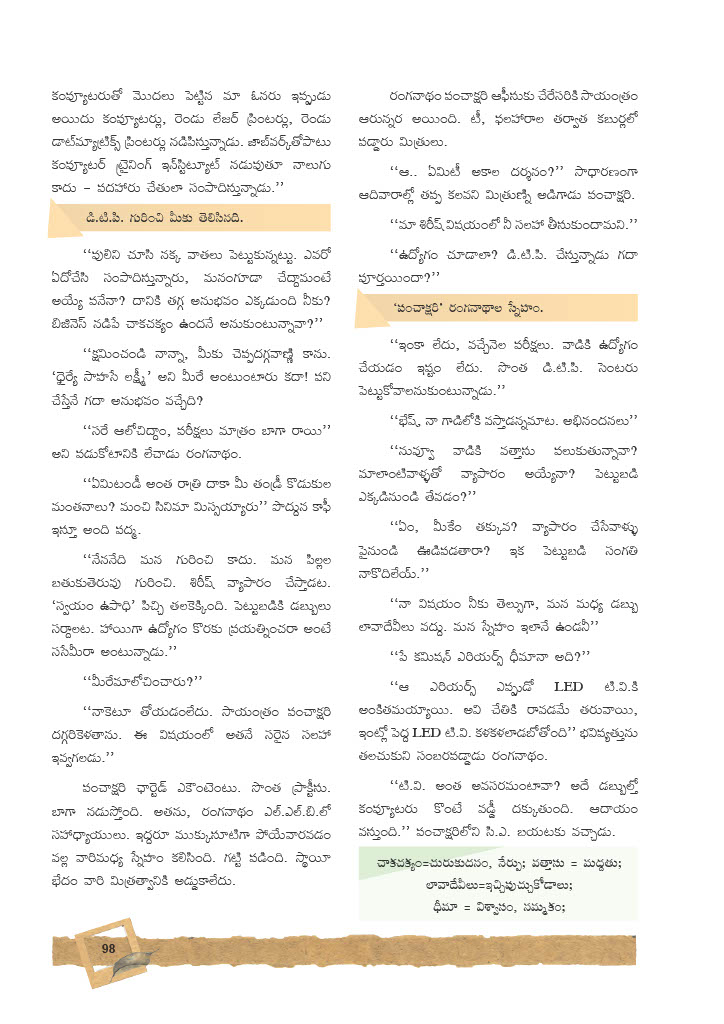 కంప్యూటరుతో మొదలు పెట్టిన మా ఓనరు ఇప్పుడు
అయిదు కంప్యూటర్లు, రెండు లేజర్ ప్రింటర్లు, రెండు
డాట్‌మ్యాట్రిక్స్ ప్రింటర్లు నడిపిస్తున్నాడు. జాబ్‌వర్క్‌తోపాటు
కంప్యూటర్ ట్రైనింగ్ ఇన్‌స్టిట్యూట్ నడుపుతూ నాలుగు
కాదు – పదహారు చేతులా సంపాదిస్తున్నాడు.’’
డి.టి.పి. గురించి మీకు తెలిసినది.
‘‘పులిని చూసి నక్క వాతలు పెట్టుకున్నట్టు. ఎవరో
ఏదోచేసి సంపాదిస్తున్నారు, మనంగూడా చేద్దామంటే
అయ్యే పనేనా? దానికి తగ్గ అనుభవం ఎక్కడుంది నీకు?
బిజినెస్ నడిపే చాకచక్యం ఉందనే అనుకుంటున్నావా?’’
‘‘క్షమించండి నాన్నా, మీకు చెప్పదగ్గవాణ్ణి కాను.
‘ధైర్యే సాహసే లక్ష్మీ’ అని మీరే అంటుంటారు కదా! పని
చేస్తేనే గదా అనుభవం వచ్చేది?
‘‘సరే ఆలోచిద్దాం, పరీక్షలు మాత్రం బాగా రాయి’’
అని పడుకోటానికి లేచాడు రంగనాథం.
‘‘ఏమిటండీ అంత రాత్రి దాకా మీ తండ్రీ కొడుకుల
మంతనాలు? మంచి సినిమా మిస్సయ్యారు’’ పొద్దున కాఫీ
ఇస్తూ అంది పద్మ.
‘‘నేననేది మన గురించి కాదు. మన పిల్లల
బతుకుతెరువు గురించి. శిరీష్ వ్యాపారం చేస్తాడట.
‘స్వయం ఉపాధి’ పిచ్చి తలకెక్కింది. పెట్టుబడికి డబ్బులు
సర్దాలట. హాయిగా ఉద్యోగం కొరకు ప్రయత్నించరా అంటే
ససేమీరా అంటున్నాడు.’’
‘‘మీరేమాలోచించారు?’’
‘‘నాకెటూ తోయడంలేదు. సాయంత్రం పంచాక్షరి
దగ్గరికెళతాను. ఈ విషయంలో అతనే సరైన సలహా
ఇవ్వగలడు.’’
పంచాక్షరి ఛార్టెడ్ ఎకౌంటెంటు. సొంత ప్రాక్టీసు.
బాగా నడుస్తోంది. అతను, రంగనాథం ఎల్.ఎల్.బి.లో
సహాధ్యాయులు. ఇద్దరూ ముక్కుసూటిగా పోయేవారవడం
వల్ల వారిమధ్య స్నేహం కలిసింది. గట్టి పడింది. స్థాయీ
భేదం వారి మిత్రత్వానికి అడ్డుకాలేదు.
రంగనాథం పంచాక్షరి ఆఫీసుకు చేరేసరికి సాయంత్రం
ఆరున్నర అయింది. టీ, ఫలహారాల తర్వాత కబుర్లలో
పడ్డారు మిత్రులు.
‘‘ఆ.. ఏమిటీ అకాల దర్శనం?’’ సాధారణంగా
ఆదివారాల్లో తప్ప కలవని మిత్రుణ్ని అడిగాడు పంచాక్షరి.
‘‘మా శిరీష్ విషయంలో నీ సలహా తీసుకుందామని.’’
‘‘ఉద్యోగం చూడాలా? డి.టి.పి. చేస్తున్నాడు గదా
పూర్తయిందా?’’
‘పంచాక్షరి’ రంగనాథాల స్నేహం.
‘‘ఇంకా లేదు, వచ్చేనెల పరీక్షలు. వాడికి ఉద్యోగం
చేయడం ఇష్టం లేదు. సొంత డి.టి.పి. సెంటరు
పెట్టుకోవాలనుకుంటున్నాడు.’’
‘‘భేష్, నా గాడిలోకి వస్తాడన్నమాట. అభినందనలు’’
‘‘నువ్వూ వాడికి వత్తాసు పలుకుతున్నావా?
మాలాంటివాళ్ళతో వ్యాపారం అయ్యేనా? పెట్టుబడి
ఎక్కడినుండి తేవడం?’’
‘‘ఏం, మీకేం తక్కువ? వ్యాపారం చేసేవాళ్ళు
పైనుండి ఊడిపడతారా? ఇక పెట్టుబడి సంగతి
నాకొదిలేయ్.’’
‘‘నా విషయం నీకు తెల్సుగా, మన మధ్య డబ్బు
లావాదేవీలు వద్దు. మన స్నేహం ఇలానే ఉండనీ’’
‘‘పే కమిషన్ ఎరియర్స్ ధీమానా అది?’’
‘‘ఆ ఎరియర్స్ ఎప్పుడో LED టి.వి.కి
అంకితమయ్యాయి. అవి చేతికి రావడమే తరువాయి,
ఇంట్లో పెద్ద LED టి.వి. కళకళలాడబోతోంది’’ భవిష్యత్తును
తలచుకుని సంబరపడ్డాడు రంగనాథం.
‘‘టి.వి. అంత అవసరమంటావా? అదే డబ్బుల్తో
కంప్యూటరు కొంటే వడ్డీ దక్కుతుంది. ఆదాయం
వస్తుంది.’’ పంచాక్షరిలోని సి.ఎ. బయటకు వచ్చాడు.
చాకచక్యం=చురుకుదనం, నేర్పు; వత్తాసు = మద్దతు;
లావాదేవీలు=ఇచ్చిపుచ్చుకోడాలు;
ధీమా = విశ్వాసం, నమ్మకం;
98